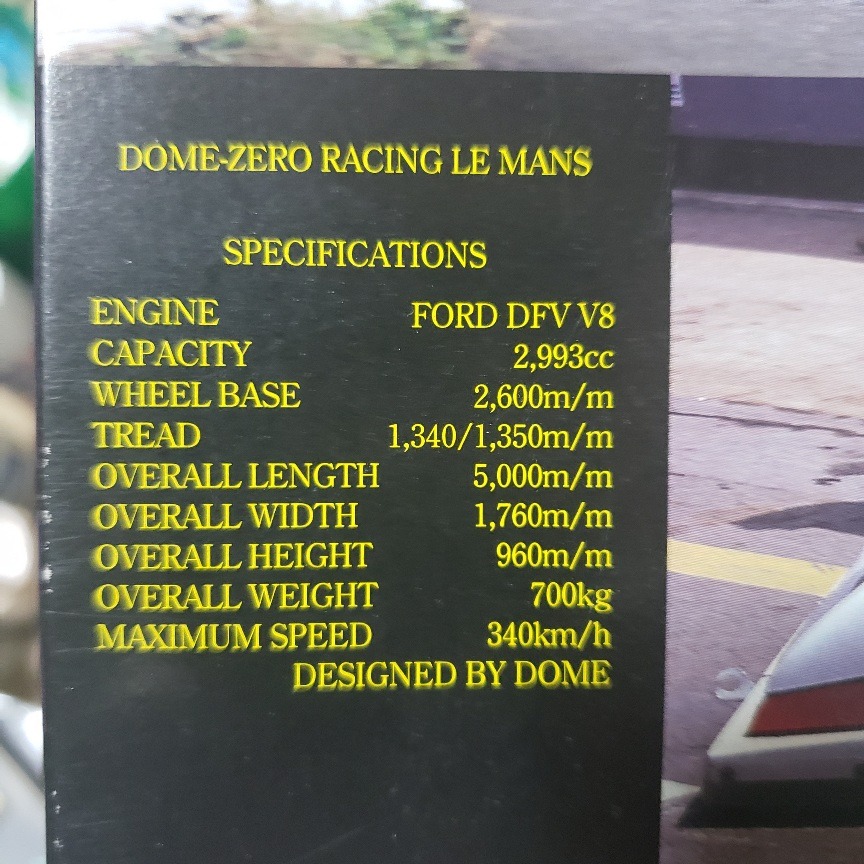 DOME-ZERO RACING LE MANS
SPECIFICATIONS
ENGINE FORD DFV V8
CAPACITY 2,993cc
WHEEL BASE 2,600m/m
TREAD 1,340/1,350m/m
OVERALL LENGTH 5,000m/m
OVERALL WIDTH 1,760m/m
OVERALL HEIGHT 960m/m
OVERALL WEIGHT 700kg
MAXIMUM SPEED 340km/h
DESIGNED BY DOME